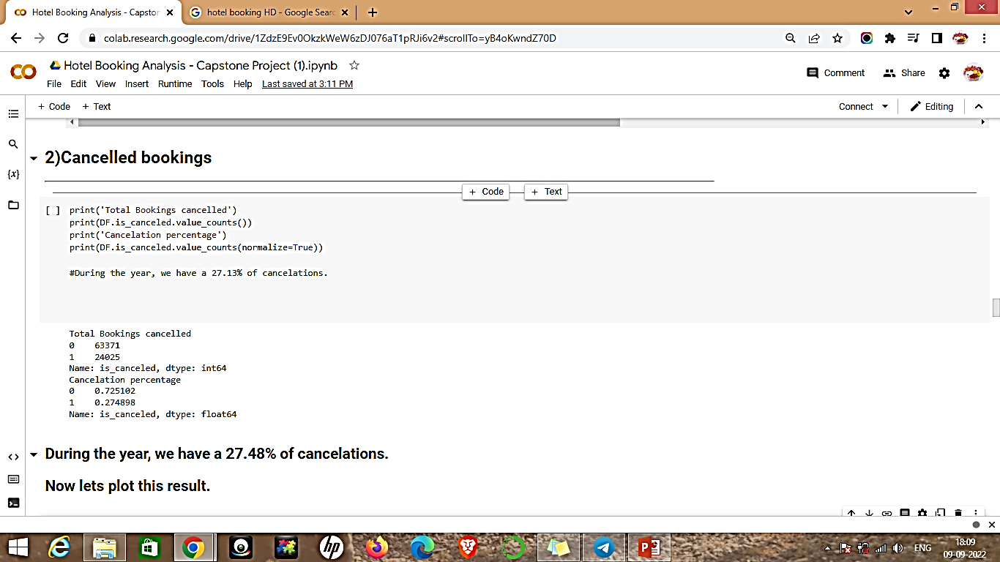 Hotel Booking Analysis - Capstor
hotel booking HD - Google Searc
colab.research.google.com/drive/1ZdzE9Ev0OkzkWeW6zDJ076aT1pRJi6v2#scrollTo=yB4oKwndZ70D
Hotel Booking Analysis - Capstone Project (1).ipynb
File Edit View Insert Runtime Tools Help Last saved at 3:11 PM
Comment Share
+ Code + Text
Connect Editing
2)Cancelled bookings
+ Code + Text
[ ] print('Total Bookings cancelled')
print(DF.is_canceled.value_counts())
print('Cancelation percentage')
print(DF.is_canceled.value_counts(normalize=True))
#During the year, we have a 27.13% of cancelations.
Total Bookings cancelled
0 63371
1 24025
Name: is_canceled, dtype: int64
Cancelation percentage
0 0.725102
1 0.274898
Name: is_canceled, dtype: float64
During the year, we have a 27.48% of cancelations.
Now lets plot this result.
ENG
18:09
09-09-2022